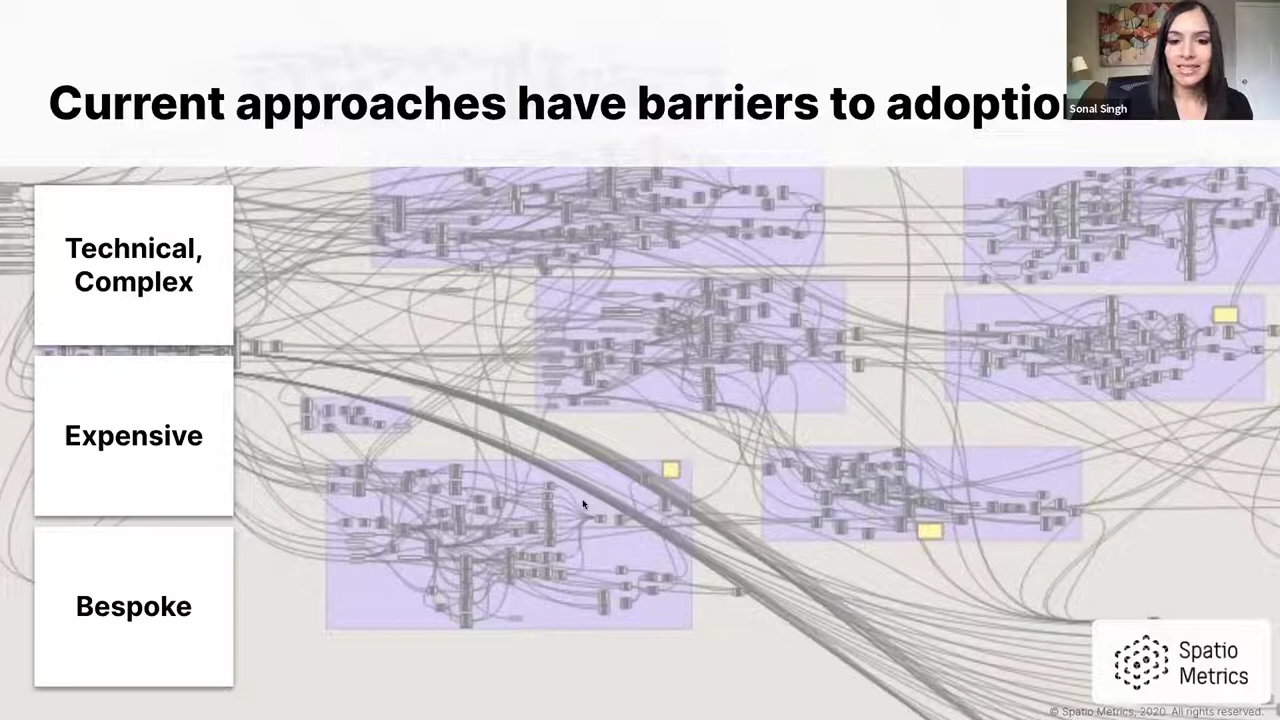 Current approaches have barriers to adoptio
Sonal Singh
Technical,
Complex
Expensive
Bespoke
Spatio
Metrics
© Spatio Metrics, 2020. All rights reserved.